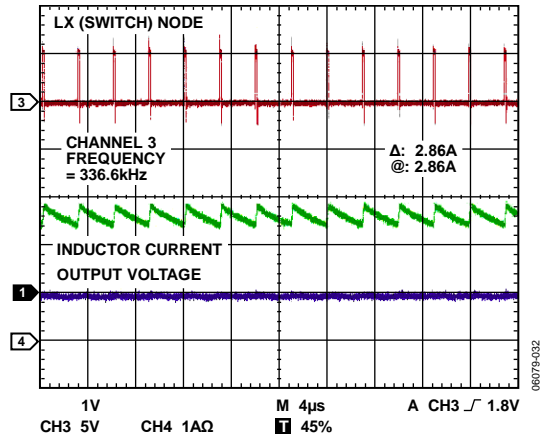 LX (SWITCH) NODE
3
CHANNEL 3
FREQUENCY
= 336.6kHz
Δ: 2.86A
@: 2.86A
INDUCTOR CURRENT
OUTPUT VOLTAGE
1
4
06079-032
1V M 4µs A CH3 1.8V
CH3 5V CH4 1AΩ T 45%